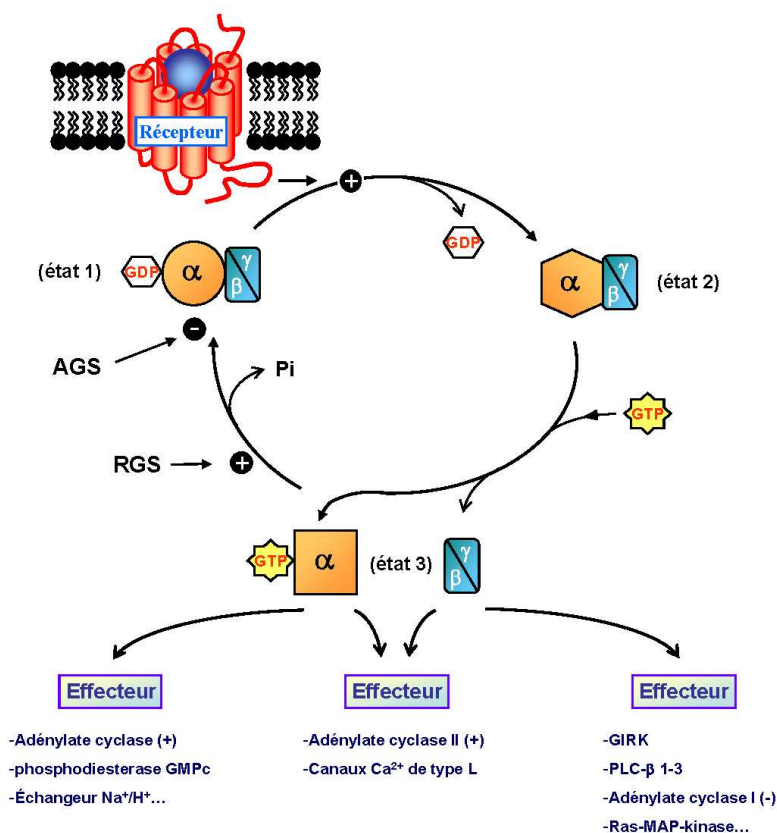 Récepteur
+
GDP
(état 1) GDP α γ β
α γ β (état 2)
-
AGS
Pi
GTP
RGS
+
GTP α (état 3) γ β
Effecteur
-Adénylate cyclase (+)
-phosphodiesterase GMPc
-Échangeur Na⁺/H⁺…
Effecteur
-Adénylate cyclase II (+)
-Canaux Ca²⁺ de type L
Effecteur
-GIRK
-PLC-β 1-3
-Adénylate cyclase I (-)
-Ras-MAP-kinase…